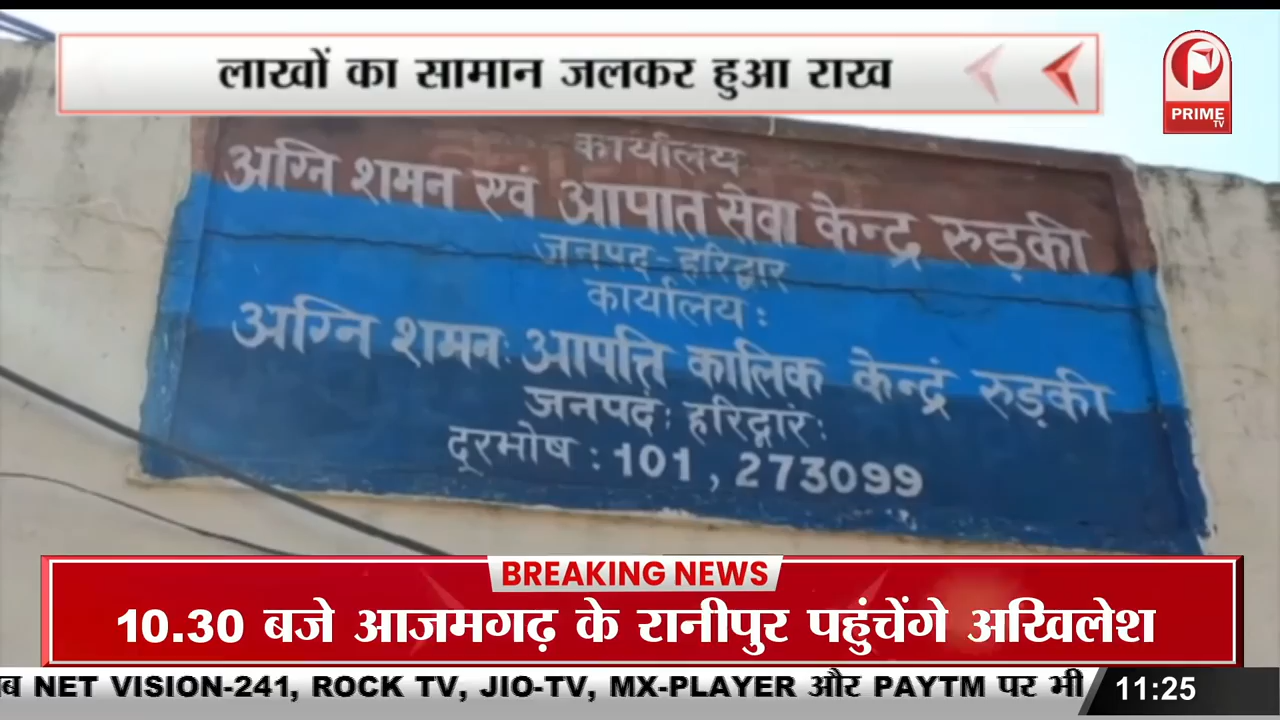 लाखों का सामान जलकर हुआ राख
PRIME
TV
कार्यालय
अग्नि शमन एवं आपात सेवा केन्द्र रुड़की
जनपद-हरिद्वार
कार्यालय:
अग्नि शमन: आपत्ति कालिक केन्द्रं रुड़की
जनपदं: हरिद्वारं:
दूरभोष : 101, 273099
BREAKING NEWS
10.30 बजे आजमगढ़ के रानीपुर पहुंचेंगे अखिलेश
ब NET VISION-241, ROCK TV, JIO-TV, MX-PLAYER और PAYTM पर भी
11:25